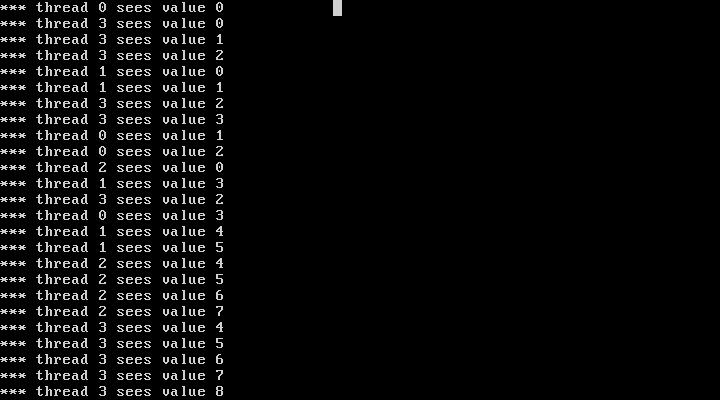 *** thread 0 sees value 0
*** thread 3 sees value 0
*** thread 3 sees value 1
*** thread 3 sees value 2
*** thread 1 sees value 0
*** thread 1 sees value 1
*** thread 3 sees value 2
*** thread 3 sees value 3
*** thread 0 sees value 1
*** thread 0 sees value 2
*** thread 2 sees value 0
*** thread 1 sees value 3
*** thread 3 sees value 2
*** thread 0 sees value 3
*** thread 1 sees value 4
*** thread 1 sees value 5
*** thread 2 sees value 4
*** thread 2 sees value 5
*** thread 2 sees value 6
*** thread 2 sees value 7
*** thread 3 sees value 4
*** thread 3 sees value 5
*** thread 3 sees value 6
*** thread 3 sees value 7
*** thread 3 sees value 8